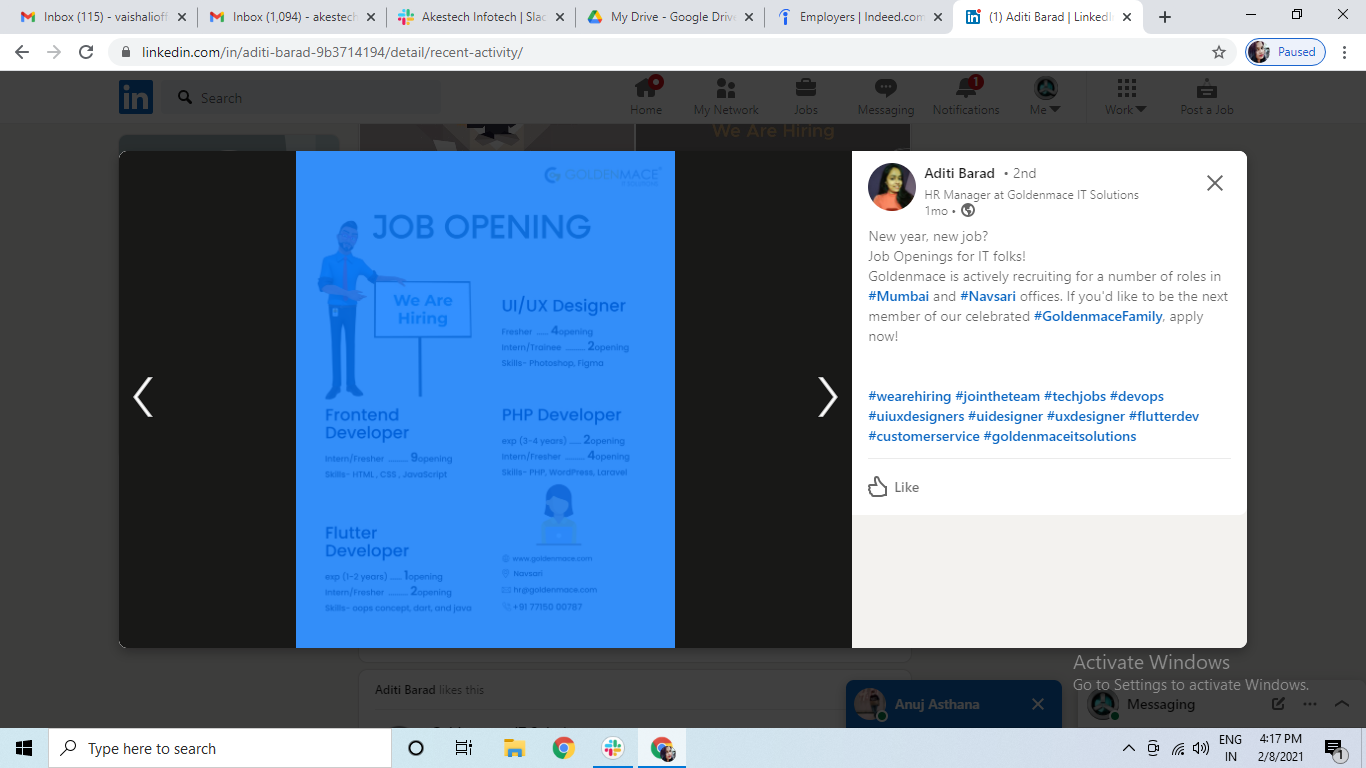 Inbox (115) - vaishalioff
Inbox (1,094) - akestech
Akestech Infotech | Slac
My Drive - Google Drive
Employers | Indeed.com
(1) Aditi Barad | LinkedIn
linkedin.com/in/aditi-barad-9b3714194/detail/recent-activity/
Paused
in
Search
Home
My Network
Jobs
Messaging
1
Notifications
Me
Work
Post a Job
We Are Hiring
GOLDENMACE
JOB OPENING
We Are
Hiring
UI/UX Designer
Fresher ..... 4opening
Intern/Trainee ........ 2opening
Skills- Photoshop, Figma
Frontend
Developer
Intern/Fresher ....... 9opening
Skills- HTML , CSS , JavaScript
PHP Developer
exp (3-4 years) ..... 2opening
Intern/Fresher ....... 4opening
Skills- PHP, WordPress, Laravel
Flutter
Developer
exp (1-2 years) ..... 1opening
Intern/Fresher ........ 2opening
Skills- oops concept, dart, and java
www.goldenmace.com
Navsari
hr@goldenmace.com
+91 77150 00787
Aditi Barad • 2nd
HR Manager at Goldenmace IT Solutions
1mo •
New year, new job?
Job Openings for IT folks!
Goldenmace is actively recruiting for a number of roles in
#Mumbai and #Navsari offices. If you'd like to be the next
member of our celebrated #GoldenmaceFamily, apply
now!
#wearehiring #jointheteam #techjobs #devops
#uiuxdesigners #uidesigner #uxdesigner #flutterdev
#customerservice #goldenmaceitsolutions
Like
Aditi Barad likes this
Anuj Asthana
Messaging
Activate Windows
Go to Settings to activate Windows.
Type here to search
ENG
IN
4:17 PM
2/8/2021
1